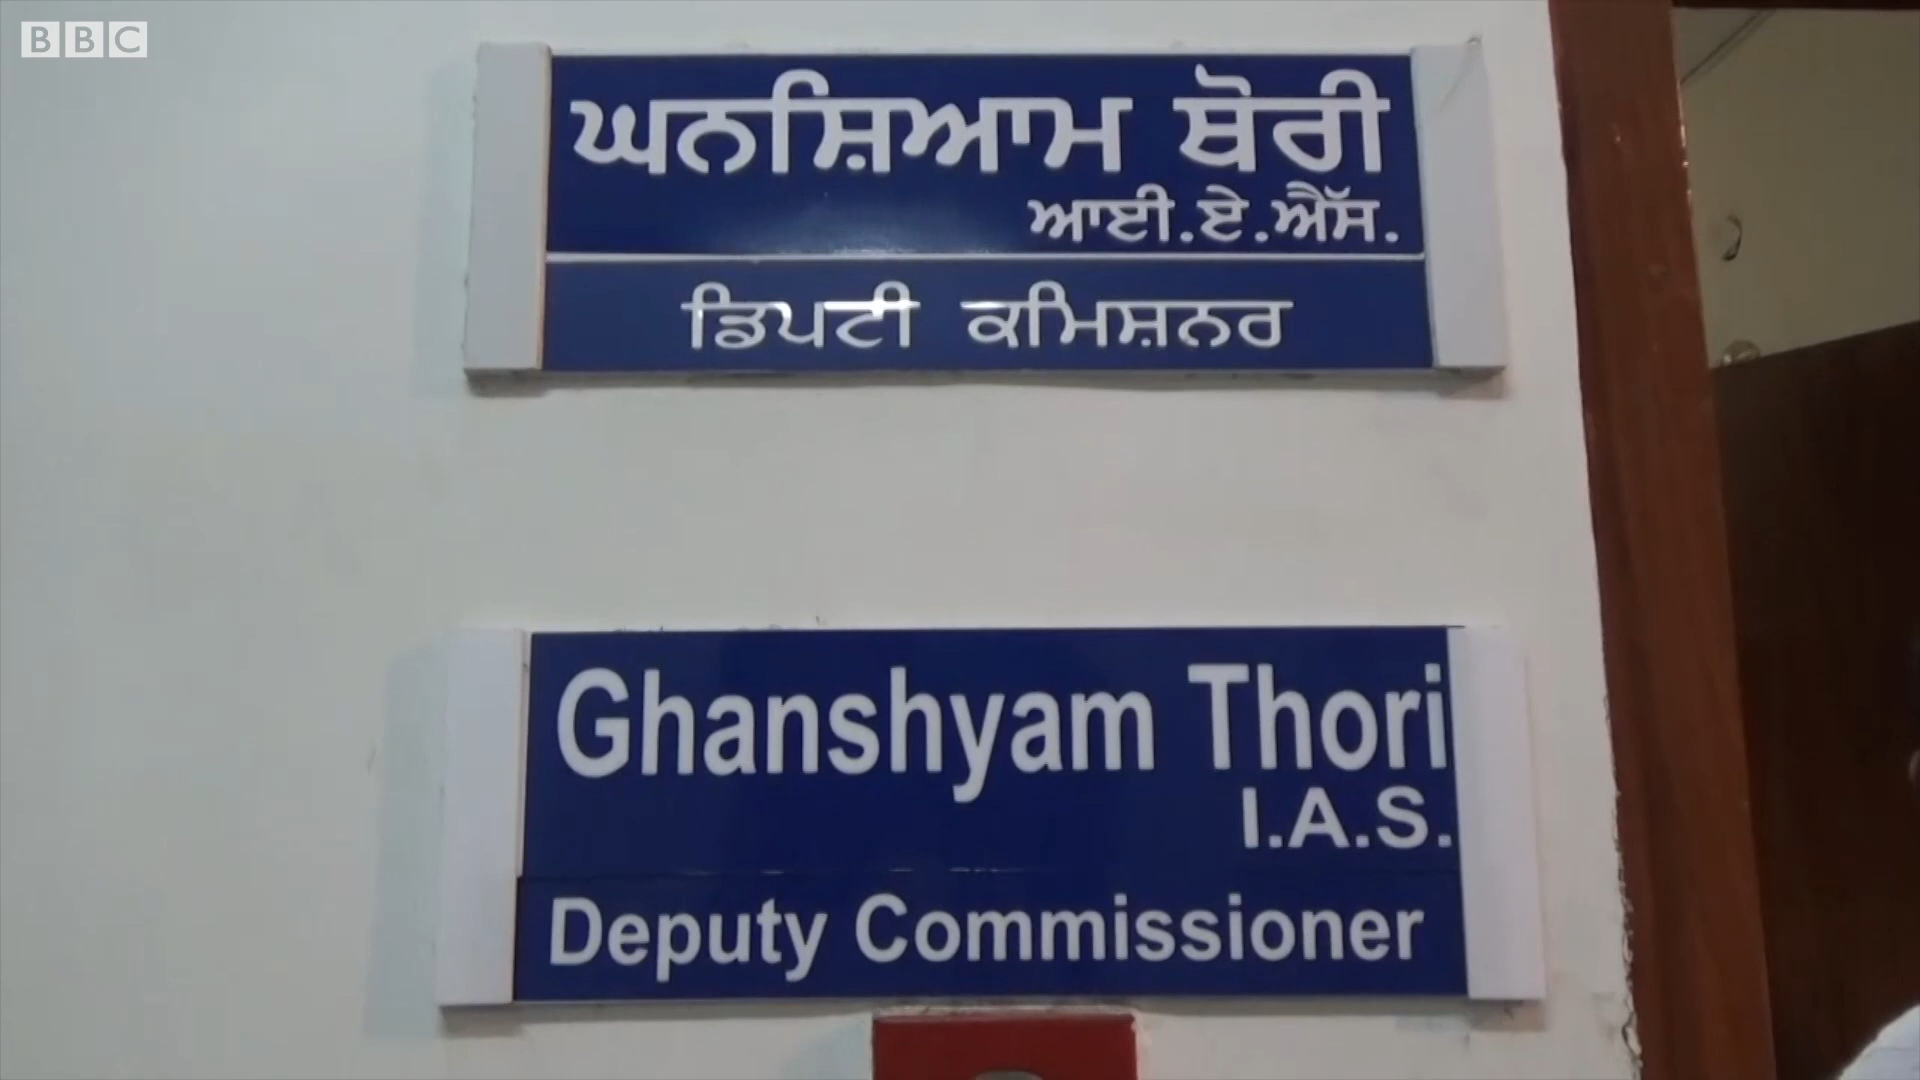 BBC
ਘਨਸ਼ਿਆਮ ਥੋਰੀ
ਆਈ.ਏ.ਐੱਸ.
ਡਿਪਟੀ ਕਮਿਸ਼ਨਰ
Ghanshyam Thori
I.A.S.
Deputy Commissioner